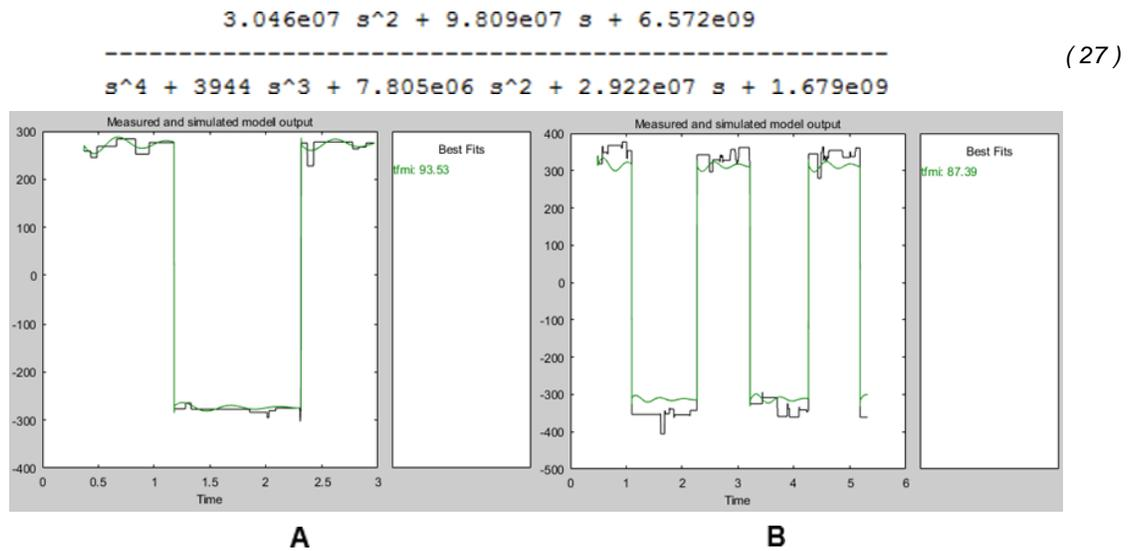 3.046e07 s^2 + 9.809e07 s + 6.572e09
------------------------------------------------------
(27)
s^4 + 3944 s^3 + 7.805e06 s^2 + 2.922e07 s + 1.679e09
Measured and simulated model output
300
200
100
0
-100
-200
-300
-400
0 0.5 1 1.5 2 2.5 3
Time
Best Fits
tfmi: 93.53
Measured and simulated model output
400
300
200
100
0
-100
-200
-300
-400
-500
0 1 2 3 4 5 6
Time
Best Fits
tfmi: 87.39
A
B